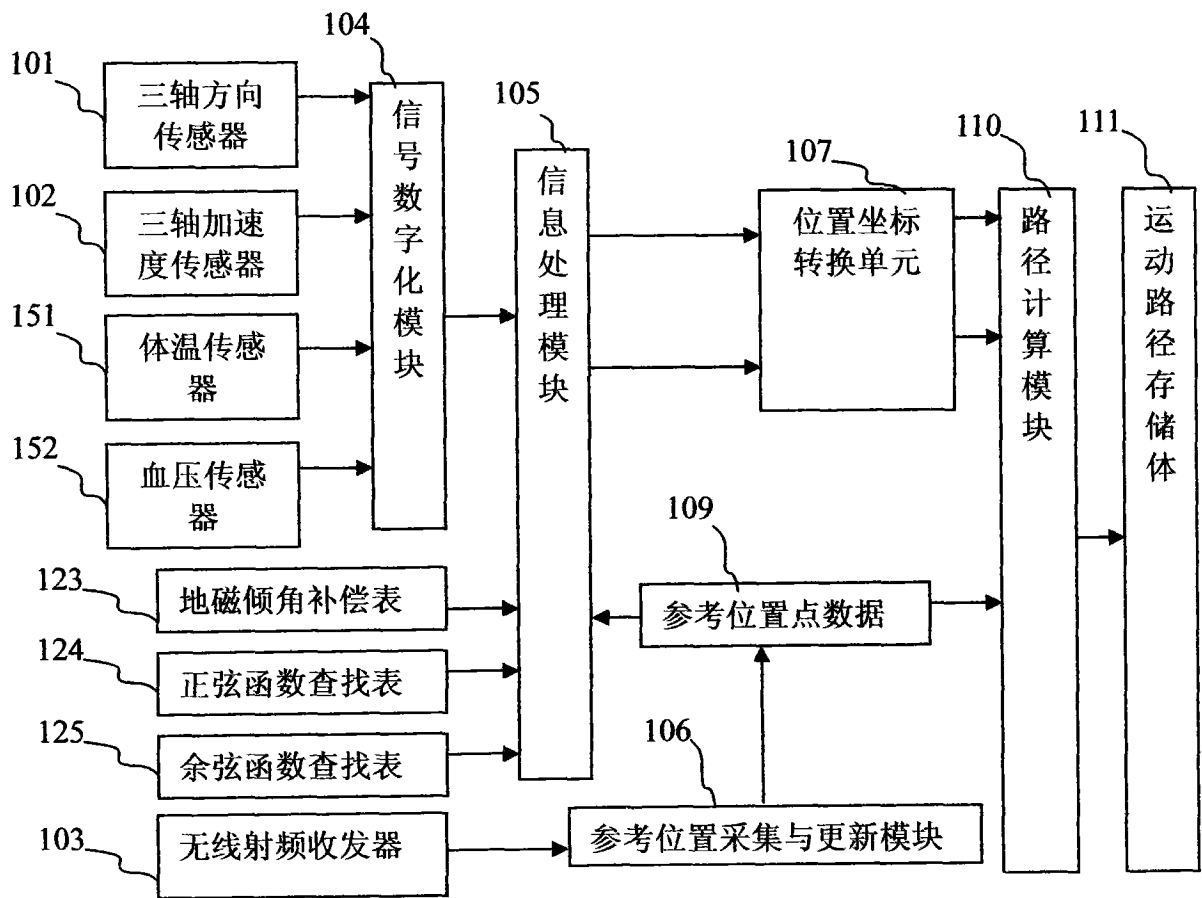 101
三轴方向
传感器
102
三轴加速
度传感器
151
体温传感
器
152
血压传感
器
104
信号数字化模块
105
信息处理模块
107
位置坐标
转换单元
110
路径计算模块
111
运动路径存储体
123
地磁倾角补偿表
124
正弦函数查找表
125
余弦函数查找表
103
无线射频收发器
109
参考位置点数据
106
参考位置采集与更新模块